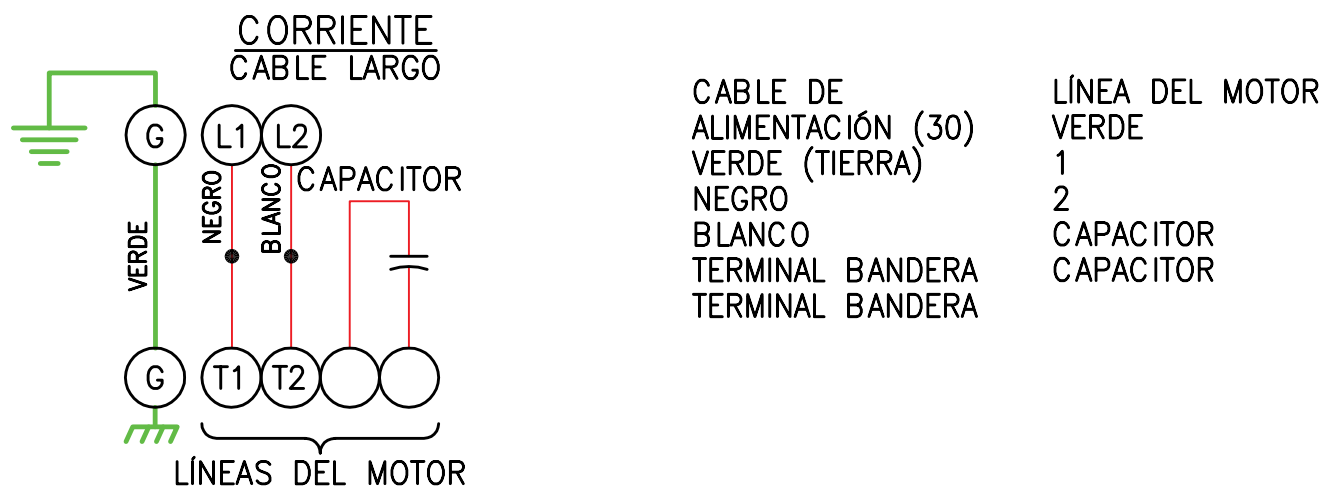 CORRIENTE
CABLE LARGO
G L1 L2
CAPACITOR
NEGRO
BLANCO
VERDE
G T1 T2
LÍNEAS DEL MOTOR
CABLE DE LÍNEA DEL MOTOR
ALIMENTACIÓN (30) VERDE
VERDE (TIERRA) 1
NEGRO 2
BLANCO CAPACITOR
TERMINAL BANDERA CAPACITOR
TERMINAL BANDERA